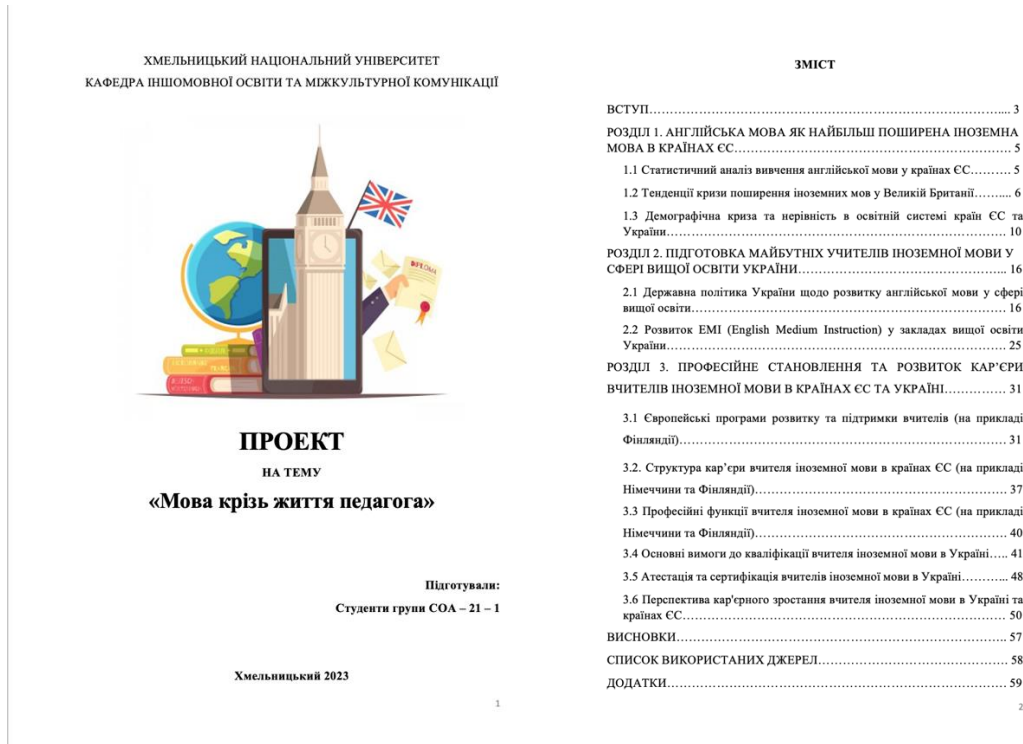 ХМЕЛЬНИЦЬКИЙ НАЦІОНАЛЬНИЙ УНІВЕРСИТЕТ
КАФЕДРА ІНШОМОВНОЇ ОСВІТИ ТА МІЖКУЛЬТУРНОЇ КОМУНІКАЦІЇ
ПРОЕКТ
НА ТЕМУ
«Мова крізь життя педагога»
Підготували:
Студенти групи СОА – 21 – 1
Хмельницький 2023
1
ЗМІСТ
ВСТУП……………………………………………………………………………... 3
РОЗДІЛ 1. АНГЛІЙСЬКА МОВА ЯК НАЙБІЛЬШ ПОШИРЕНА ІНОЗЕМНА
МОВА В КРАЇНАХ ЄС…………………………………………………………… 5
1.1 Статистичний аналіз вивчення англійської мови у країнах ЄС………. 5
1.2 Тенденції кризи поширення іноземних мов у Великій Британії…….... 6
1.3 Демографічна криза та нерівність в освітній системі країн ЄС та
України………………………………………………………………………… 10
РОЗДІЛ 2. ПІДГОТОВКА МАЙБУТНІХ УЧИТЕЛІВ ІНОЗЕМНОЇ МОВИ У
СФЕРІ ВИЩОЇ ОСВІТИ УКРАЇНИ……………………………………………... 16
2.1 Державна політика України щодо розвитку англійської мови у сфері
вищої освіти…………………………………………………………………… 16
2.2 Розвиток EMI (English Medium Instruction) у закладах вищої освіти
України………………………………………………………………………… 25
РОЗДІЛ 3. ПРОФЕСІЙНЕ СТАНОВЛЕННЯ ТА РОЗВИТОК КАР’ЄРИ
ВЧИТЕЛІВ ІНОЗЕМНОЇ МОВИ В КРАЇНАХ ЄС ТА УКРАЇНІ…………… 31
3.1 Європейські програми розвитку та підтримки вчителів (на прикладі
Фінляндії)……………………………………………………………………… 31
3.2. Структура кар’єри вчителя іноземної мови в країнах ЄС (на прикладі
Німеччини та Фінляндії)……………………………………………………… 37
3.3 Професійні функції вчителя іноземної мови в країнах ЄС (на прикладі
Німеччини та Фінляндії)……………………………………………………… 40
3.4 Основні вимоги до кваліфікації вчителя іноземної мови в Україні….. 41
3.5 Атестація та сертифікація вчителів іноземної мови в Україні……….. 48
3.6 Перспектива кар'єрного зростання вчителя іноземної мови в Україні та
країнах ЄС……………………………………………………………………… 50
ВИСНОВКИ………………………………………………………………………… 57
СПИСОК ВИКОРИСТАНИХ ДЖЕРЕЛ………………………………………… 58
ДОДАТКИ…………………………………………………………………………… 59
2